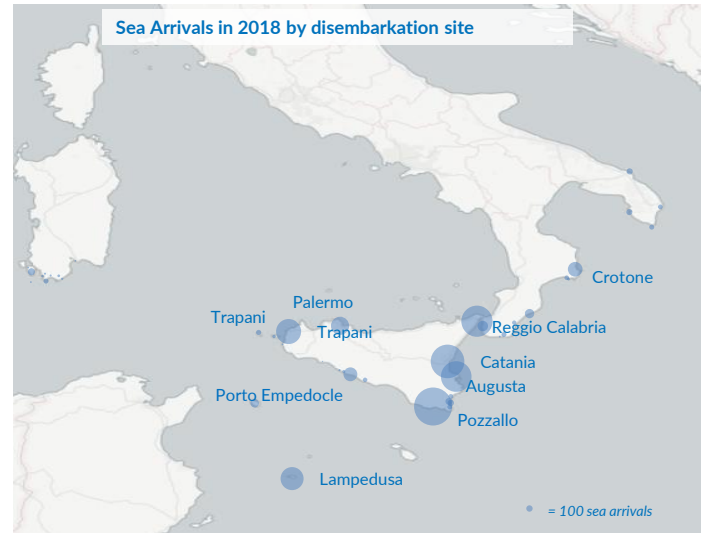 Sea Arrivals in 2018 by disembarkation site
Crotone
Palermo
Trapani
Trapani
Reggio Calabria
Catania
Augusta
Porto Empedocle
Pozzallo
Lampedusa
= 100 sea arrivals